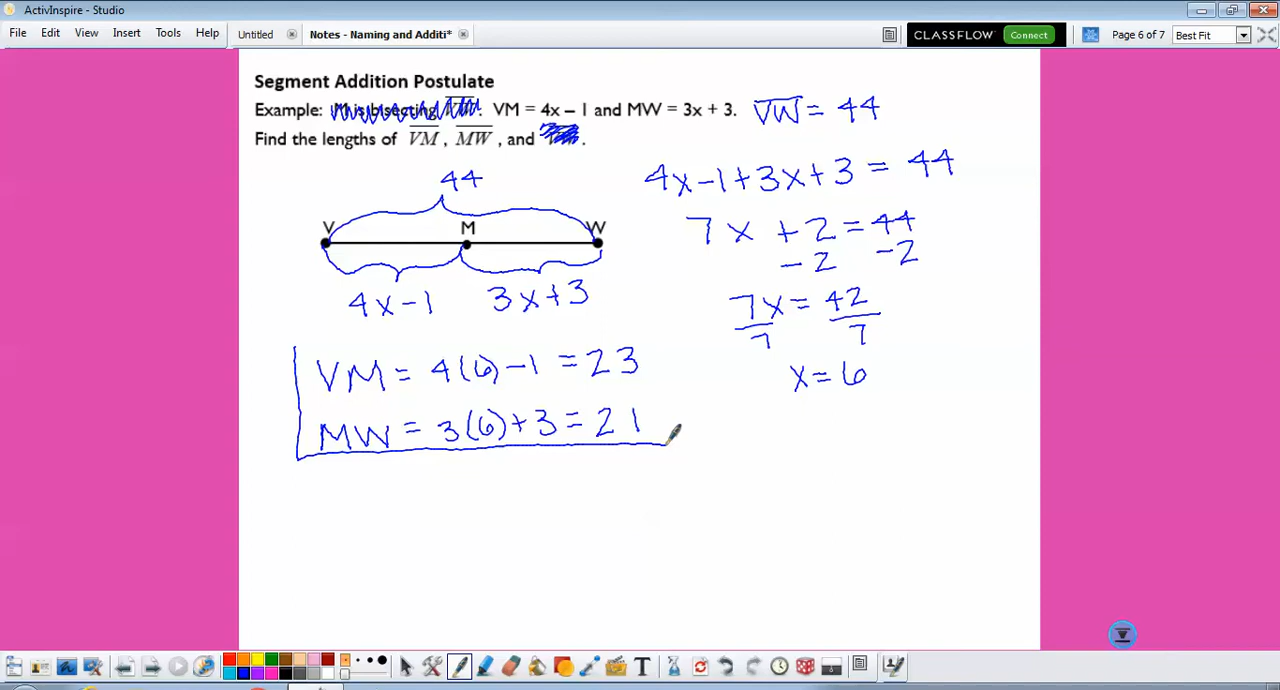 ActivInspire - Studio
File Edit View Insert Tools Help Untitled Notes - Naming and Additi* CLASSFLOW Connect Page 6 of 7 Best Fit
Segment Addition Postulate
Example: M is bisecting VW. VM = 4x – 1 and MW = 3x + 3. VW = 44
Find the lengths of VM , MW , and .
44
4x-1+3x+3 = 44
V M W
7x +2 = 44
-2 -2
4x-1 3x+3
7x = 42
7 7
VM = 4(6)-1 = 23
x = 6
MW = 3(6)+3 = 21
T